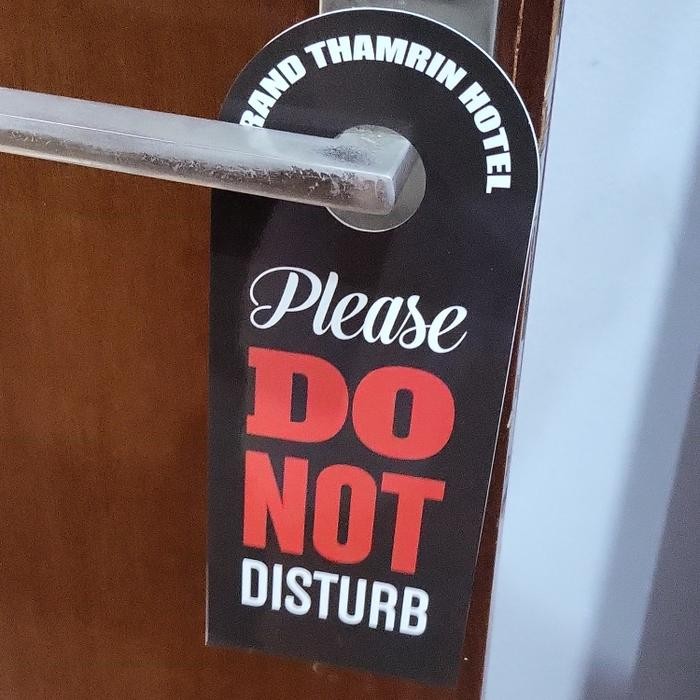 RAND THAMRIN HOTEL
Please
DO
NOT
DISTURB